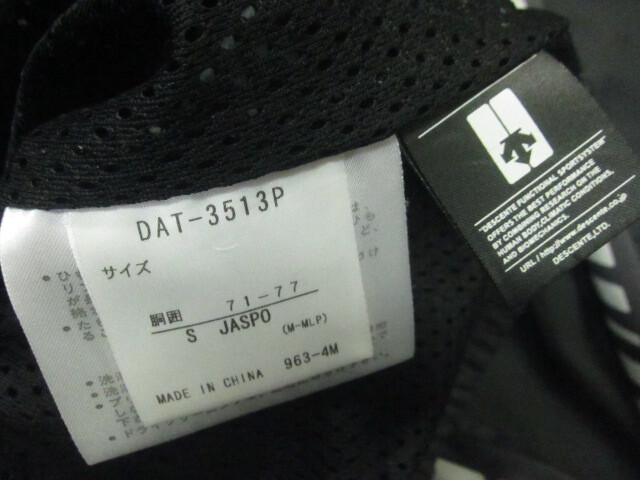 DAT-3513P
サイズ
胴囲 71-77
S JASPO (M-MLP)
963-4M
MADE IN CHINA
"DESCENTE FUNCTIONAL SPORTSYSTEM"
OFFERS THE BEST PERFORMANCE
BY COMBINING RESEARCH ON THE
HUMAN BODY,CLIMATIC CONDITIONS,
AND BIOMECHANICS.
URL / http://www.descente.co.jp
DESCENTE,LTD.